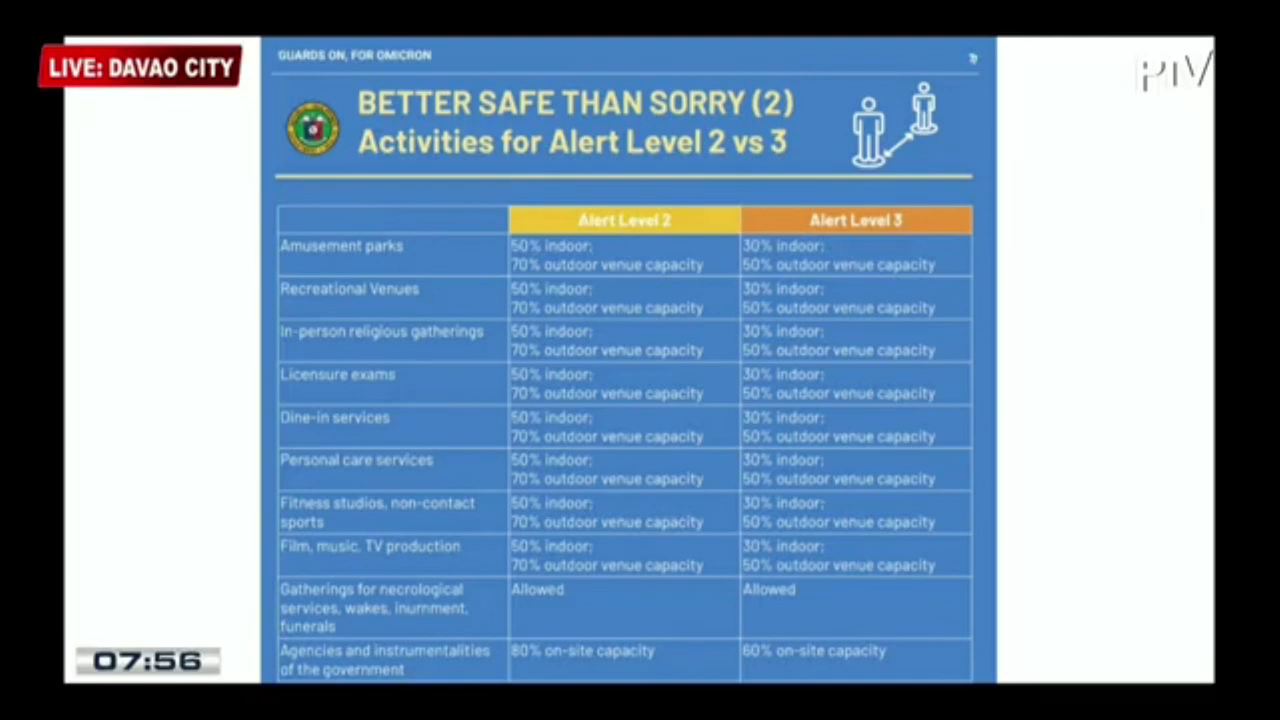 LIVE: DAVAO CITY
PTV
GUARDS ON, FOR OMICRON
BETTER SAFE THAN SORRY (2)
Activities for Alert Level 2 vs 3
Alert Level 2 Alert Level 3
Amusement parks 50% indoor; 30% indoor;
70% outdoor venue capacity 50% outdoor venue capacity
Recreational Venues 50% indoor; 30% indoor;
70% outdoor venue capacity 50% outdoor venue capacity
In-person religious gatherings 50% indoor; 30% indoor;
70% outdoor venue capacity 50% outdoor venue capacity
Licensure exams 50% indoor; 30% indoor;
70% outdoor venue capacity 50% outdoor venue capacity
Dine-in services 50% indoor; 30% indoor;
70% outdoor venue capacity 50% outdoor venue capacity
Personal care services 50% indoor; 30% indoor;
70% outdoor venue capacity 50% outdoor venue capacity
Fitness studios, non-contact 50% indoor; 30% indoor;
sports 70% outdoor venue capacity 50% outdoor venue capacity
Film, music, TV production 50% indoor; 30% indoor;
70% outdoor venue capacity 50% outdoor venue capacity
Gatherings for necrological Allowed Allowed
services, wakes, inurnment,
funerals
Agencies and instrumentalities 80% on-site capacity 60% on-site capacity
of the government
07:56